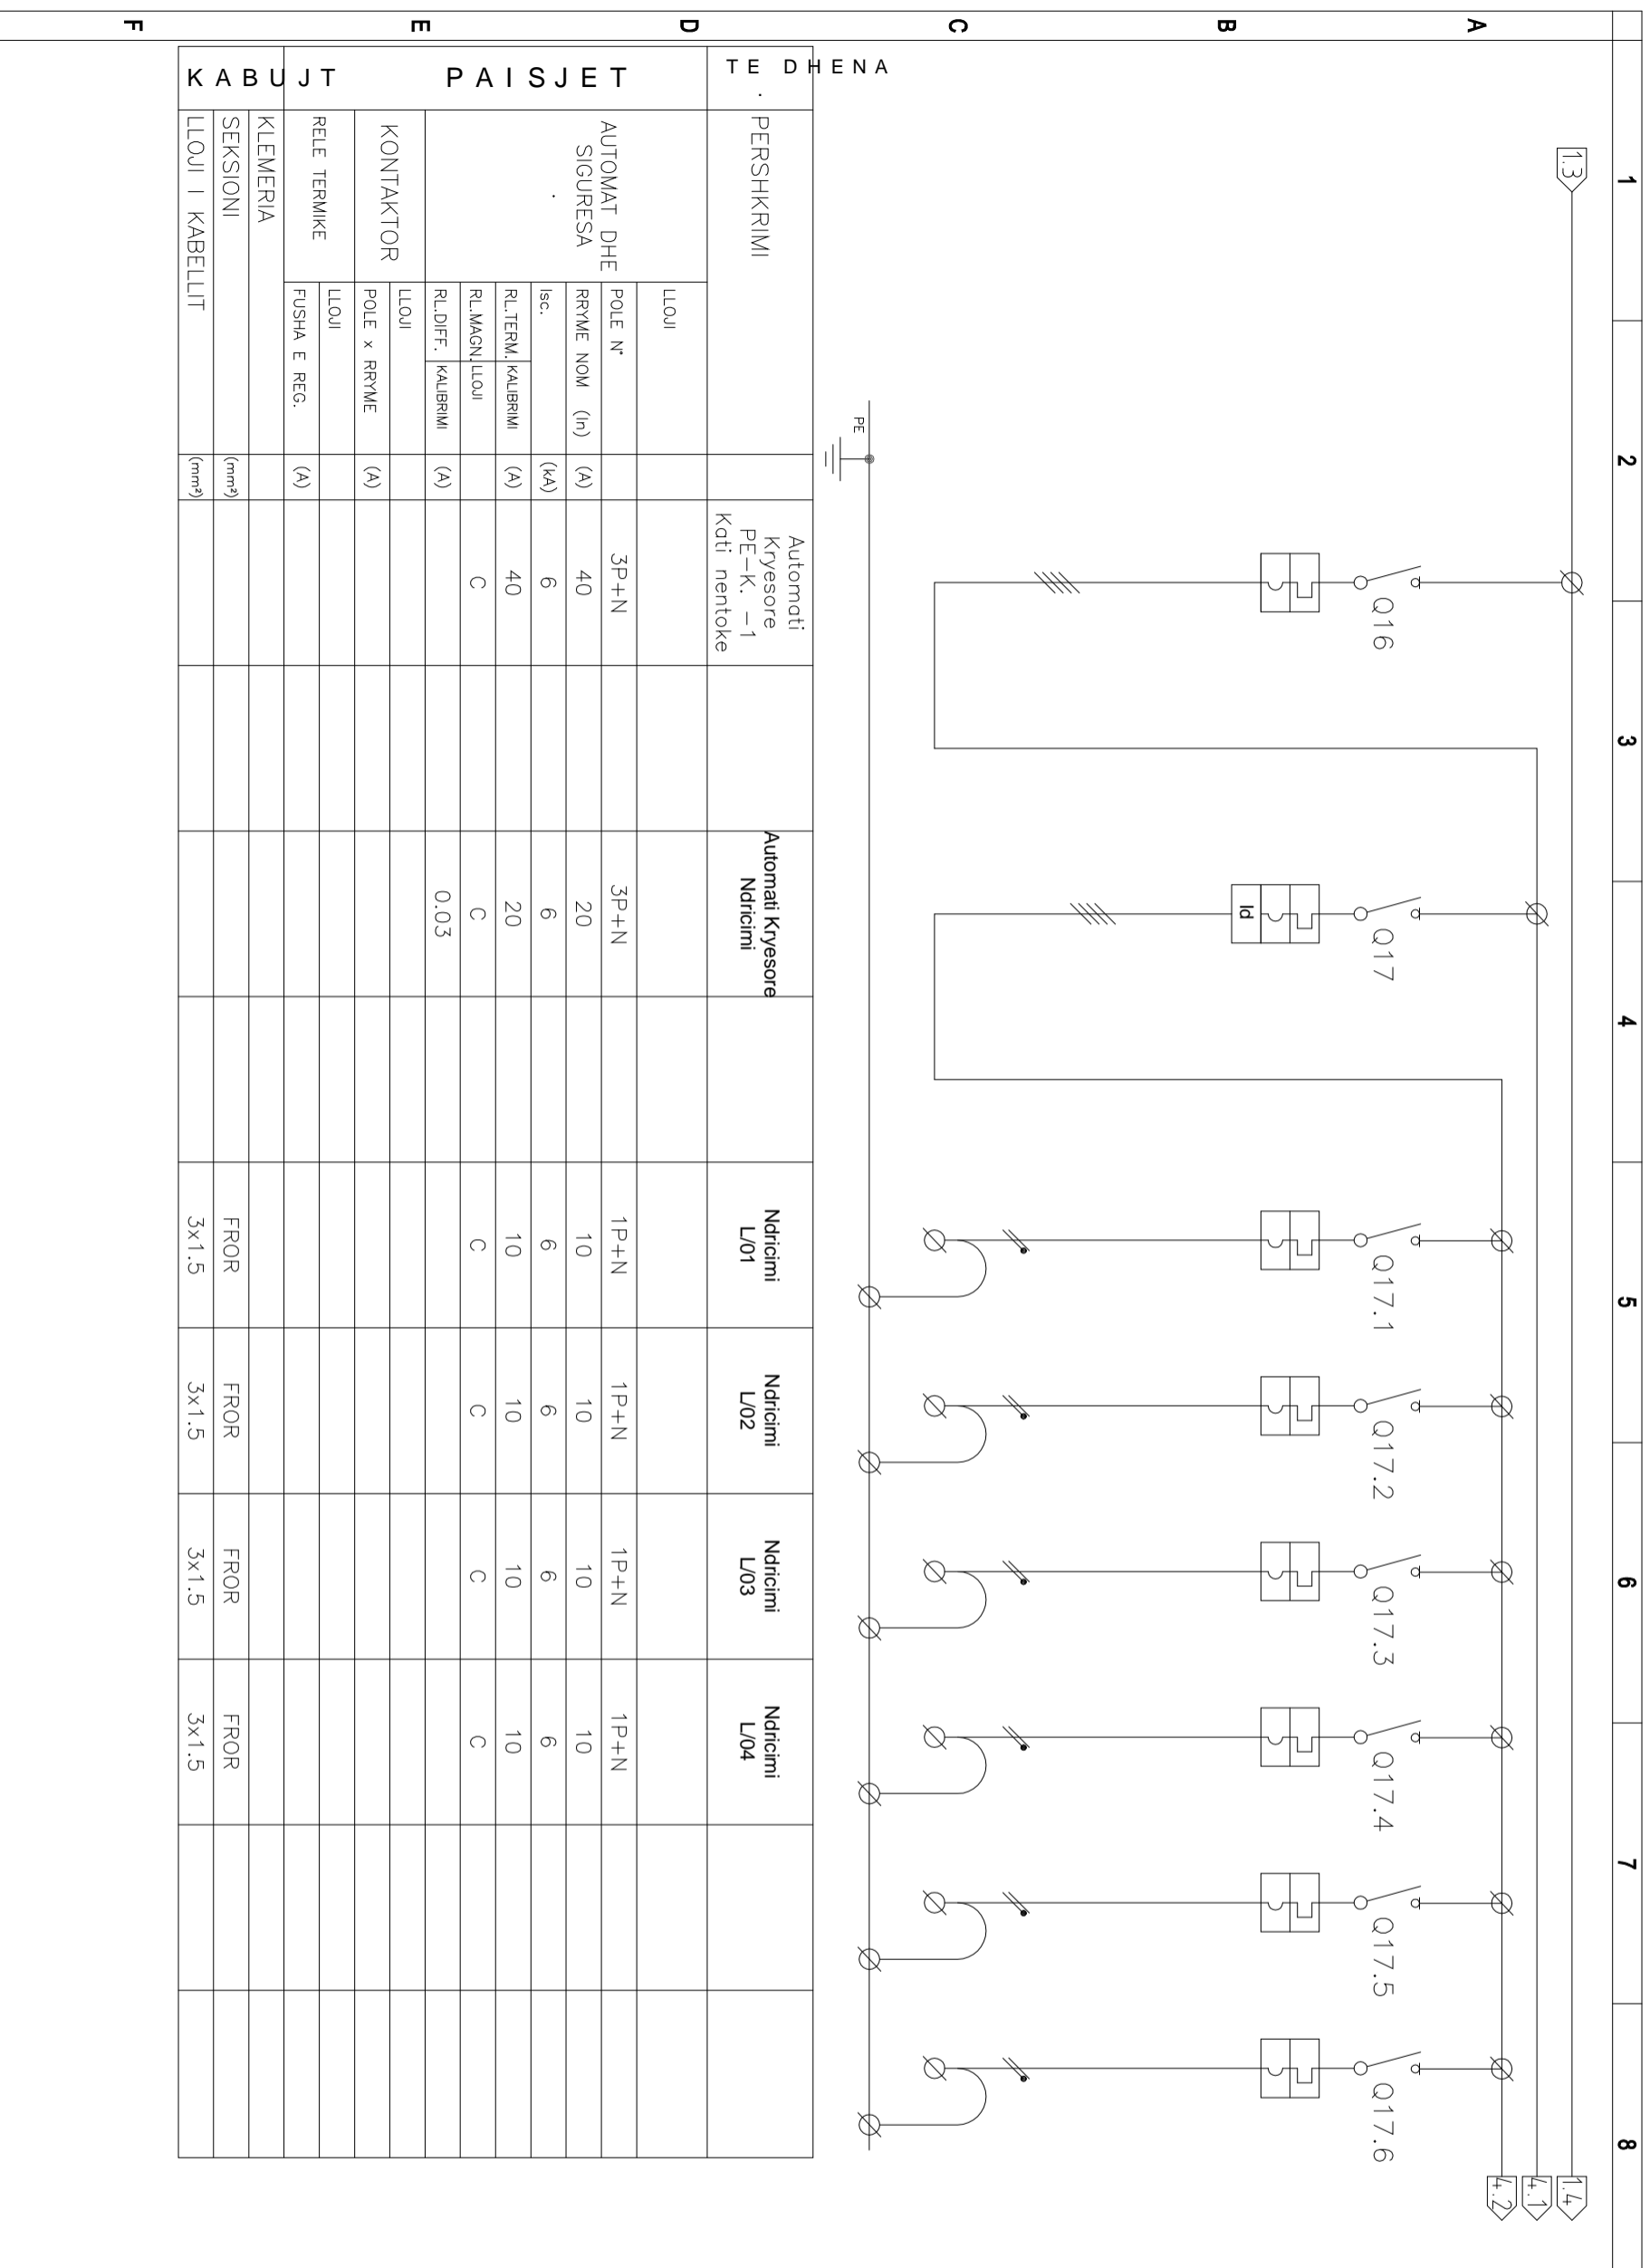 1 2 3 4 5 6 7 8
A
B
C
D
E
F
1.3
1.4
4.1
4.2
Q16
Q17
Q17.1
Q17.2
Q17.3
Q17.4
Q17.5
Q17.6
Id
PE
TE DHENA
.
PERSHKRIMI
Automati
Kryesore
PE-K. -1
Kati nentoke
Automati Kryesore
Ndricimi
Ndricimi
L/01
Ndricimi
L/02
Ndricimi
L/03
Ndricimi
L/04
PAISJET
AUTOMAT DHE
SIGURESA
.
LLOJI
POLE N° 3P+N 3P+N 1P+N 1P+N 1P+N 1P+N
RRYME NOM (In) (A) 40 20 10 10 10 10
Isc. (kA) 6 6 6 6 6 6
RL.TERM. KALIBRIMI (A) 40 20 10 10 10 10
RL.MAGN. LLOJI C C C C C C
RL.DIFF. KALIBRIMI (A) 0.03
KONTAKTOR
LLOJI
POLE x RRYME (A)
RELE TERMIKE
LLOJI
FUSHA E REG. (A)
KABUJT
KLEMERIA
SEKSIONI (mm²) FROR FROR FROR FROR
LLOJI I KABELLIT (mm²) 3x1.5 3x1.5 3x1.5 3x1.5